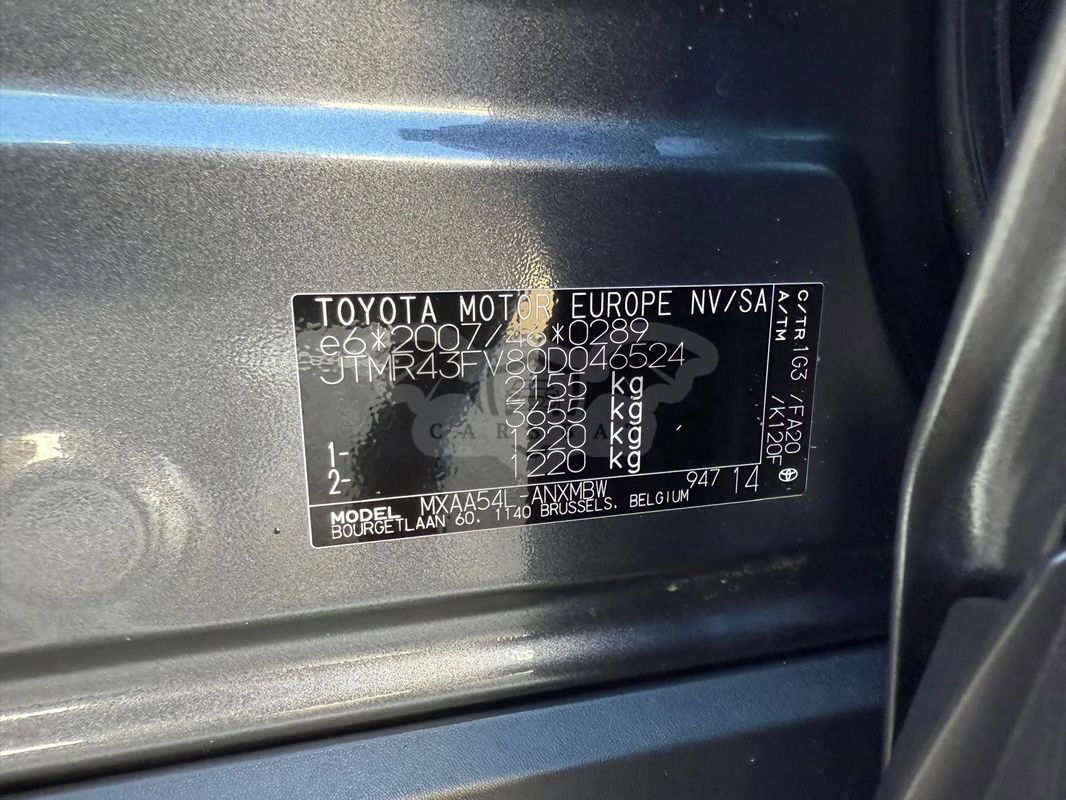 TOYOTA MOTOR EUROPE NV/SA
e6*2007/46*0289
JTMR43FV80D046524
2155 kg
3655 kg
1- 1220 kg
2- 1220 kg
MODEL MXAA54L-ANXMBW 947 14
BOURGETLAAN 60, 1140 BRUSSELS, BELGIUM
C/TR 1G3 /FA20
A/TM /K120F